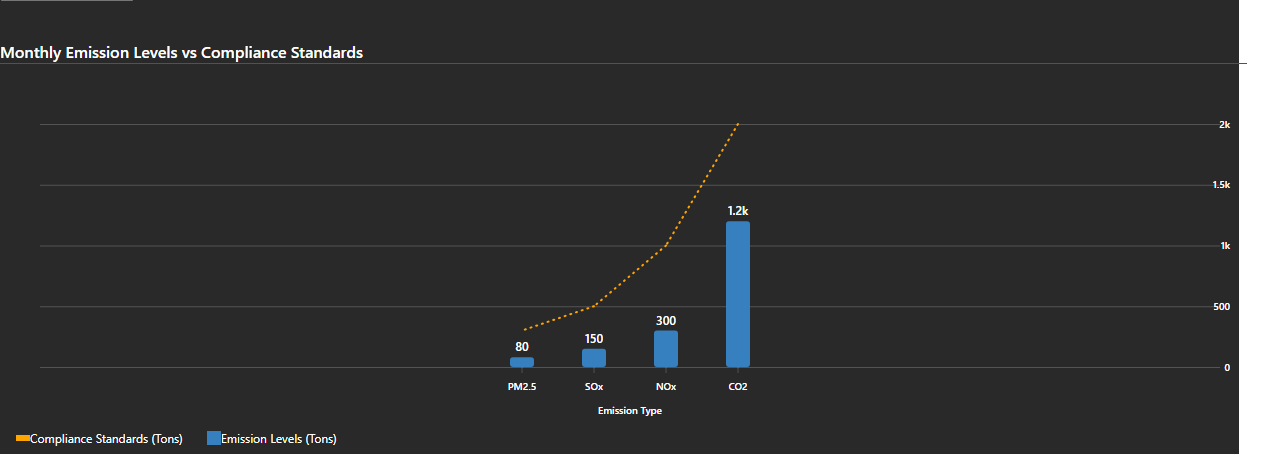 Monthly Emission Levels vs Compliance Standards
2k
1.5k
1.2k
1k
500
300
150
80
0
PM2.5 SOx NOx CO2
Emission Type
Compliance Standards (Tons) Emission Levels (Tons)